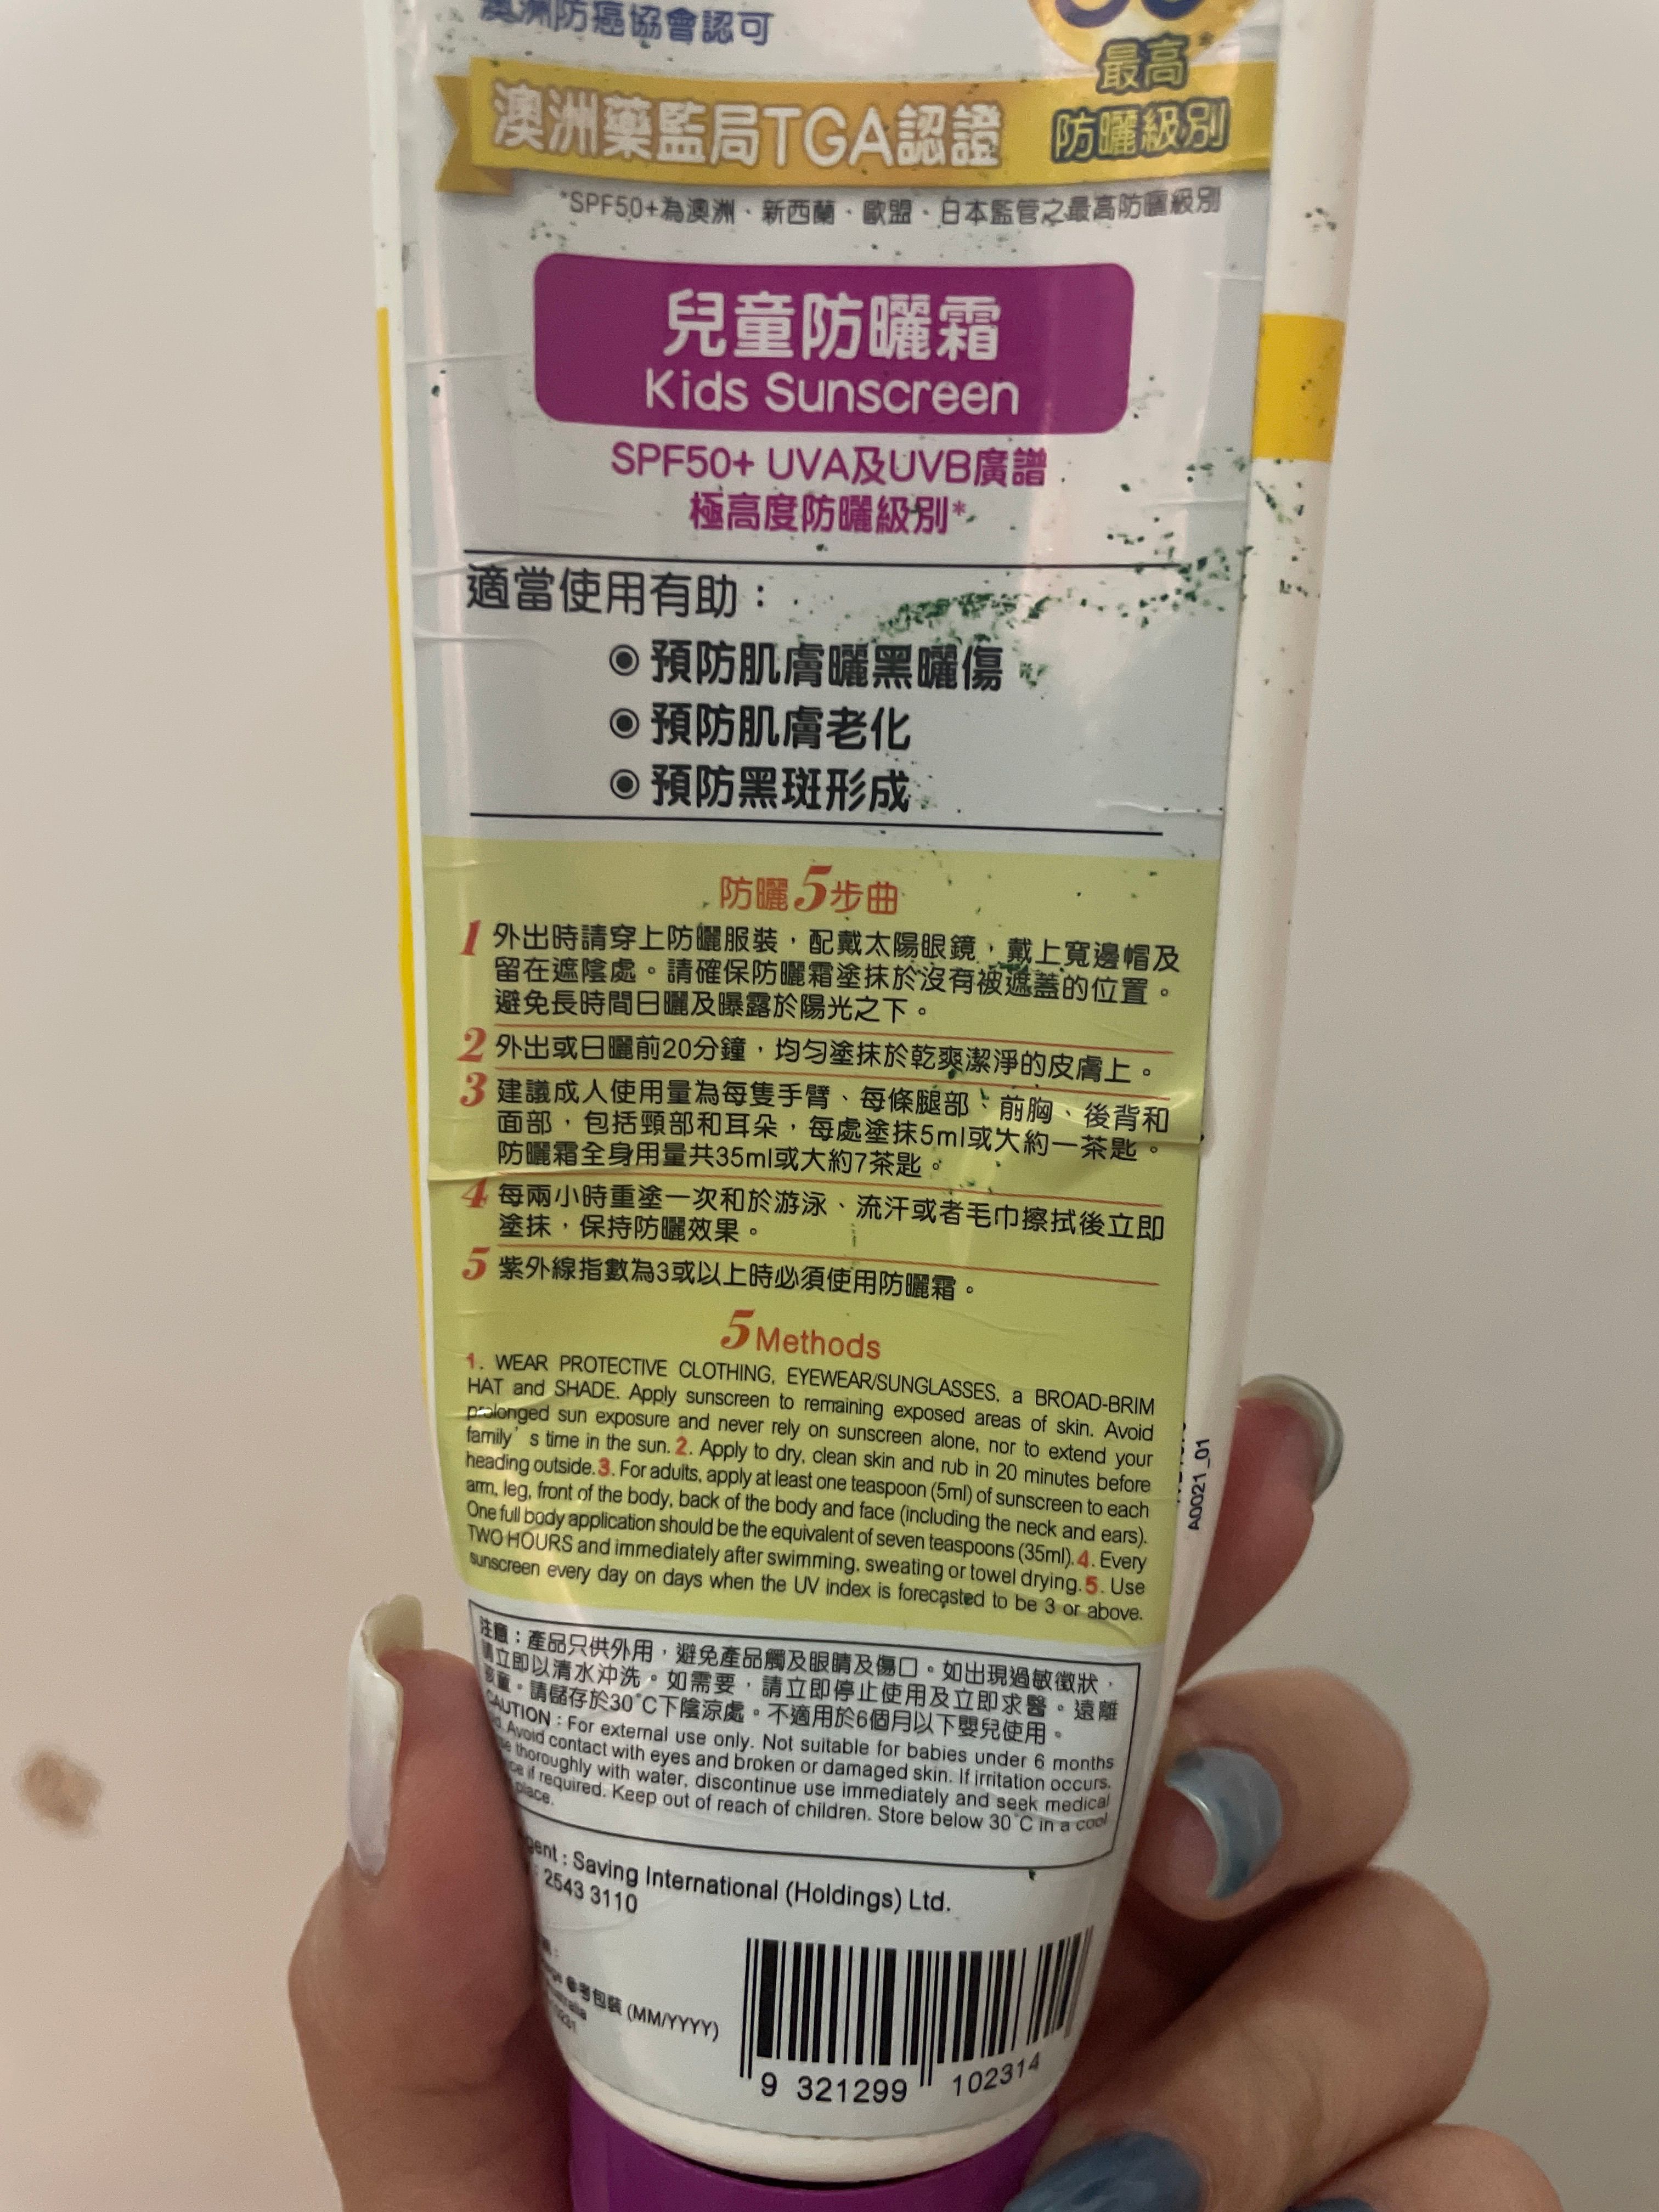 澳洲防癌協會認可
最高*
澳洲藥監局TGA認證 防曬級別
*SPF50+為澳洲、新西蘭、歐盟、日本監管之最高防曬級別
兒童防曬霜
Kids Sunscreen
SPF50+ UVA及UVB廣譜
極高度防曬級別*
適當使用有助：
◉ 預防肌膚曬黑曬傷
◉ 預防肌膚老化
◉ 預防黑斑形成
防曬5步曲
1 外出時請穿上防曬服裝，配戴太陽眼鏡、戴上寬邊帽及
留在遮陰處。請確保防曬霜塗抹於沒有被遮蓋的位置。
避免長時間日曬及曝露於陽光之下。
2 外出或日曬前20分鐘，均勻塗抹於乾爽潔淨的皮膚上。
3 建議成人使用量為每隻手臂、每條腿部、前胸、後背和
面部，包括頸部和耳朵，每處塗抹5ml或大約一茶匙。
防曬霜全身用量共35ml或大約7茶匙。
4 每兩小時重塗一次和於游泳、流汗或者毛巾擦拭後立即
塗抹，保持防曬效果。
5 紫外線指數為3或以上時必須使用防曬霜。
5 Methods
1. WEAR PROTECTIVE CLOTHING, EYEWEAR/SUNGLASSES, a BROAD-BRIM
HAT and SHADE. Apply sunscreen to remaining exposed areas of skin. Avoid
prolonged sun exposure and never rely on sunscreen alone, nor to extend your
family's time in the sun. 2. Apply to dry, clean skin and rub in 20 minutes before
heading outside. 3. For adults, apply at least one teaspoon (5ml) of sunscreen to each
arm, leg, front of the body, back of the body and face (including the neck and ears).
One full body application should be the equivalent of seven teaspoons (35ml). 4. Every
TWO HOURS and immediately after swimming, sweating or towel drying. 5. Use
sunscreen every day on days when the UV index is forecasted to be 3 or above.
A0021_01
注意：產品只供外用，避免產品觸及眼睛及傷口。如出現過敏徵狀，
請立即以清水沖洗。如需要，請立即停止使用及立即求醫。遠離
孩童。請儲存於30°C下陰涼處。不適用於6個月以下嬰兒使用。
CAUTION : For external use only. Not suitable for babies under 6 months
Avoid contact with eyes and broken or damaged skin. If irritation occurs,
thoroughly with water, discontinue use immediately and seek medical
if required. Keep out of reach of children. Store below 30°C in a cool
place.
: Saving International (Holdings) Ltd.
: 2543 3110
參考包裝 (MM/YYYY)
9 321299 102314